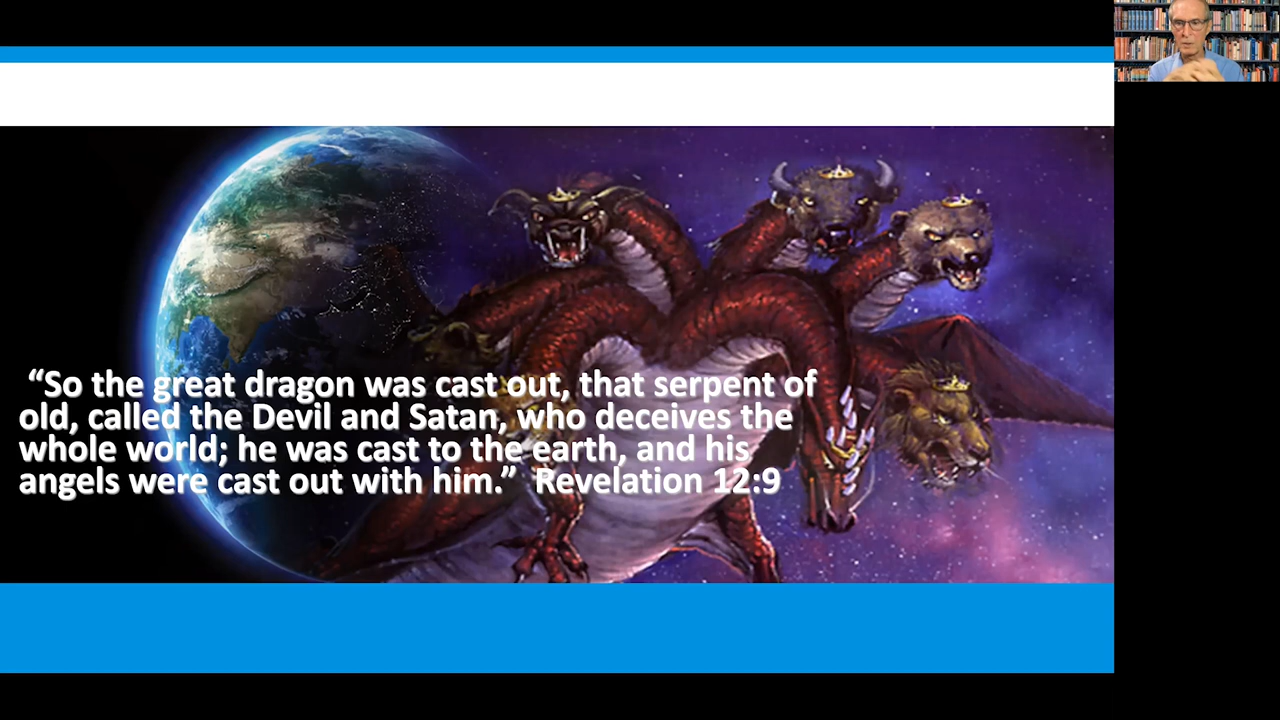 “So the great dragon was cast out, that serpent of
old, called the Devil and Satan, who deceives the
whole world; he was cast to the earth, and his
angels were cast out with him.”  Revelation 12:9